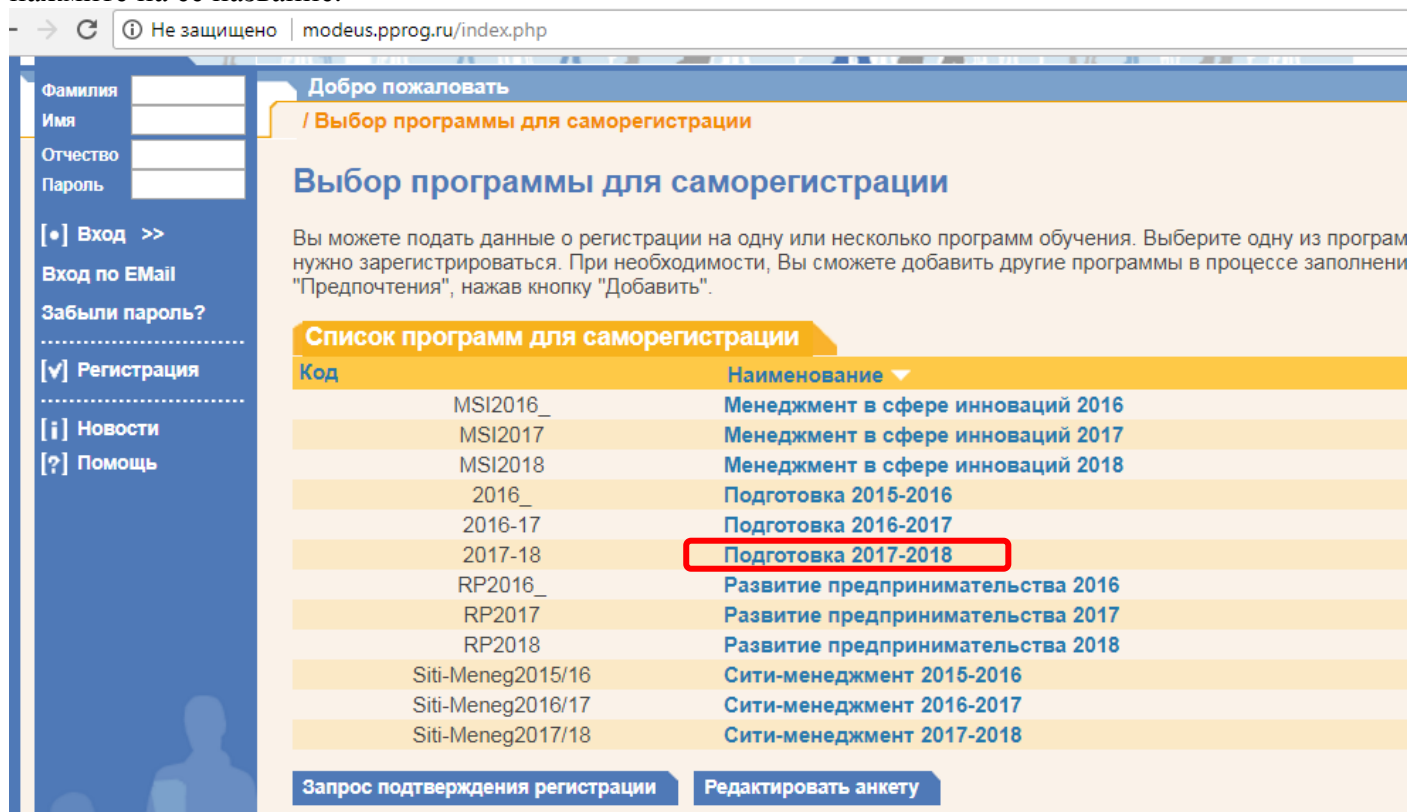 нажмите на ее название.
Не защищено | modeus.pprog.ru/index.php
Фамилия
Имя
Отчество
Пароль
[•] Вход >>
Вход по EMail
Забыли пароль?
[v] Регистрация
[i] Новости
[?] Помощь
Добро пожаловать
/ Выбор программы для саморегистрации
Выбор программы для саморегистрации
Вы можете подать данные о регистрации на одну или несколько программ обучения. Выберите одну из програм
нужно зарегистрироваться. При необходимости, Вы сможете добавить другие программы в процессе заполнени
"Предпочтения", нажав кнопку "Добавить".
Список программ для саморегистрации
Код Наименование
MSI2016_ Менеджмент в сфере инноваций 2016
MSI2017 Менеджмент в сфере инноваций 2017
MSI2018 Менеджмент в сфере инноваций 2018
2016_ Подготовка 2015-2016
2016-17 Подготовка 2016-2017
2017-18 Подготовка 2017-2018
RP2016_ Развитие предпринимательства 2016
RP2017 Развитие предпринимательства 2017
RP2018 Развитие предпринимательства 2018
Siti-Meneg2015/16 Сити-менеджмент 2015-2016
Siti-Meneg2016/17 Сити-менеджмент 2016-2017
Siti-Meneg2017/18 Сити-менеджмент 2017-2018
Запрос подтверждения регистрации Редактировать анкету